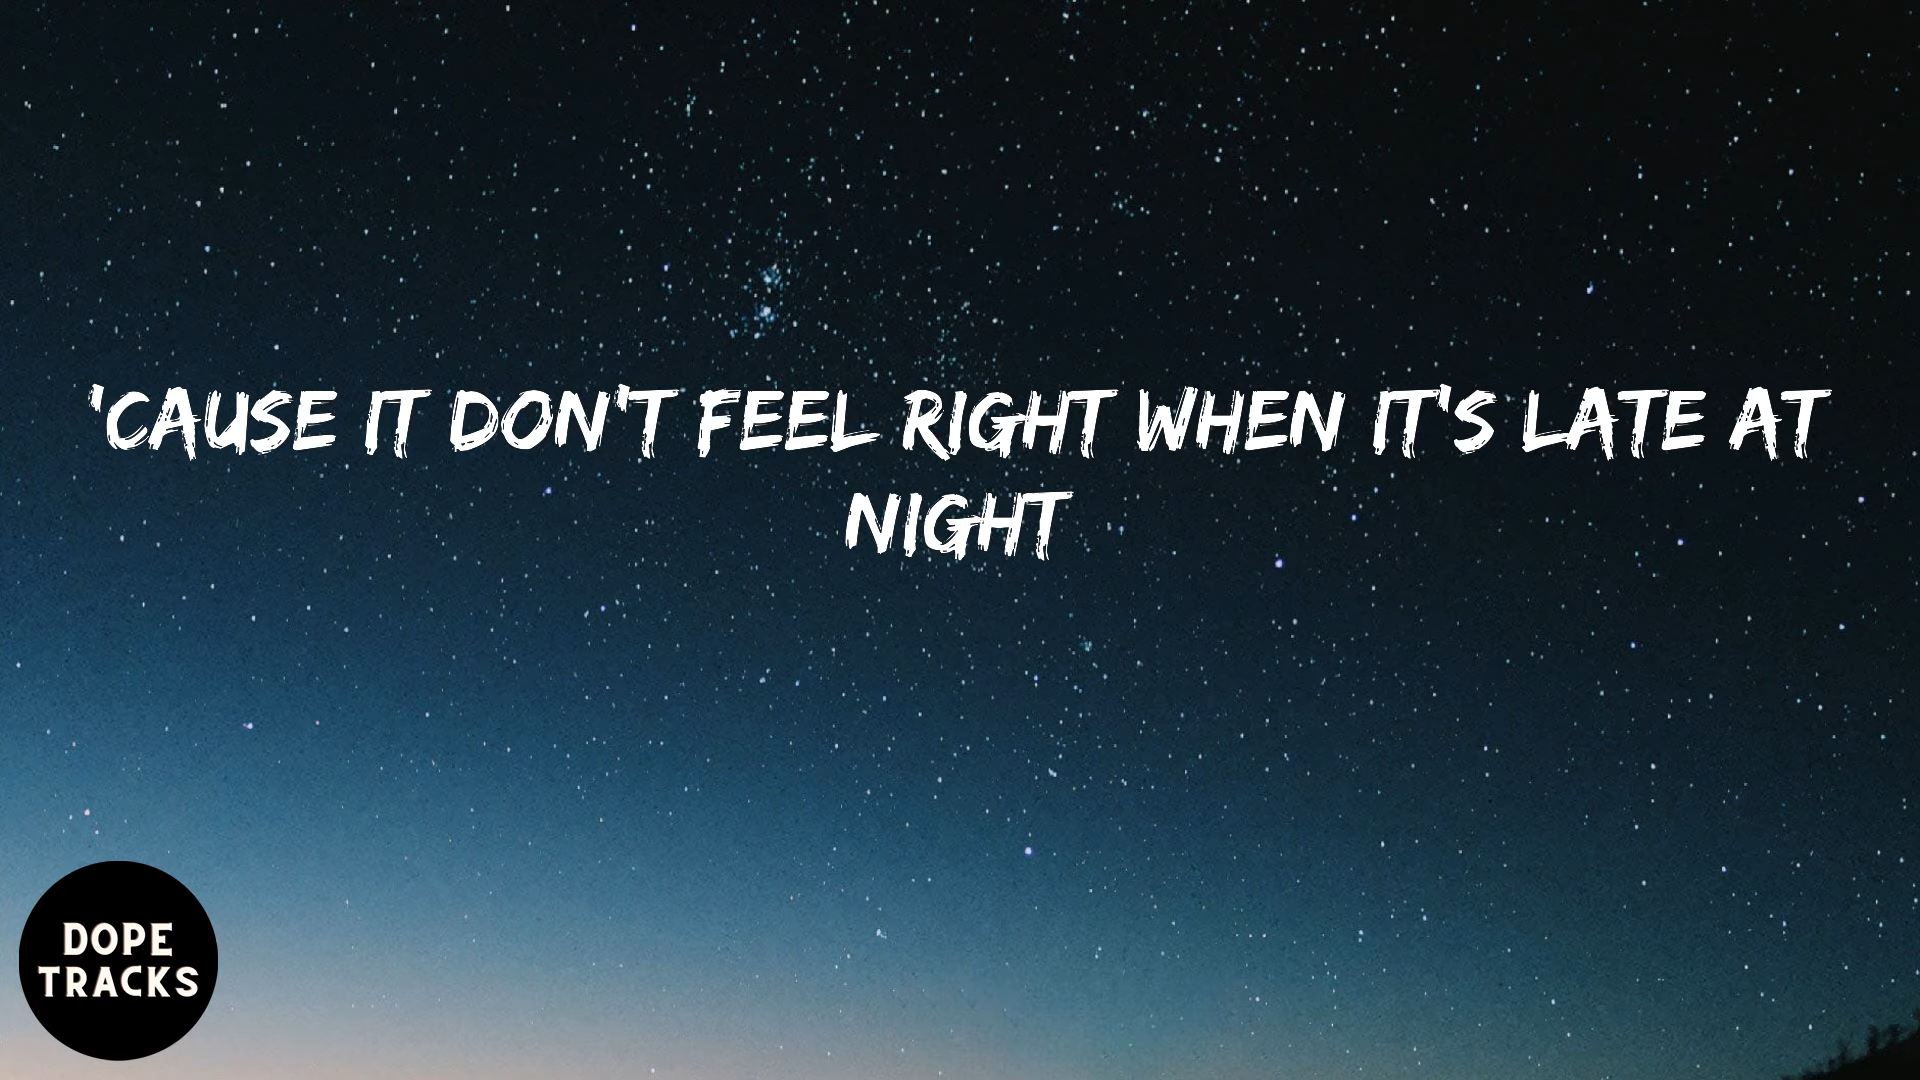 'CAUSE IT DON'T FEEL RIGHT WHEN IT'S LATE AT
NIGHT
DOPE
TRACKS